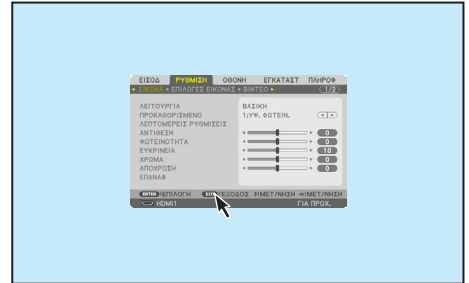 ΕΙΣΟΔ ΡΥΘΜΙΣΗ ΟΘΟΝΗ ΕΓΚΑΤΑΣΤ ΠΛΗΡΟΦ
ΕΙΚΟΝΑ • ΕΠΙΛΟΓΕΣ ΕΙΚΟΝΑΣ • ΒΙΝΤΕΟ 1/2
ΛΕΙΤΟΥΡΓΙΑ ΒΑΣΙΚΗ
ΠΡΟΚΑΘΟΡΙΣΜΕΝΟ 1:ΥΨ. ΦΩΤΕΙΝ.
ΛΕΠΤΟΜΕΡΕΙΣ ΡΥΘΜΙΣΕΙΣ
ΑΝΤΙΘΕΣΗ 0
ΦΩΤΕΙΝΟΤΗΤΑ 0
ΕΥΚΡΙΝΕΙΑ 10
ΧΡΩΜΑ 0
ΑΠΟΧΡΩΣΗ 0
ΕΠΑΝΑΦ
ENTER :ΕΠΙΛΟΓΗ EXIT :ΕΞΟΔΟΣ ↕:ΜΕΤ/ΝΗΣΗ ↔:ΜΕΤ/ΝΗΣΗ
HDMI1 ΓΙΑ ΠΡΟΧ.